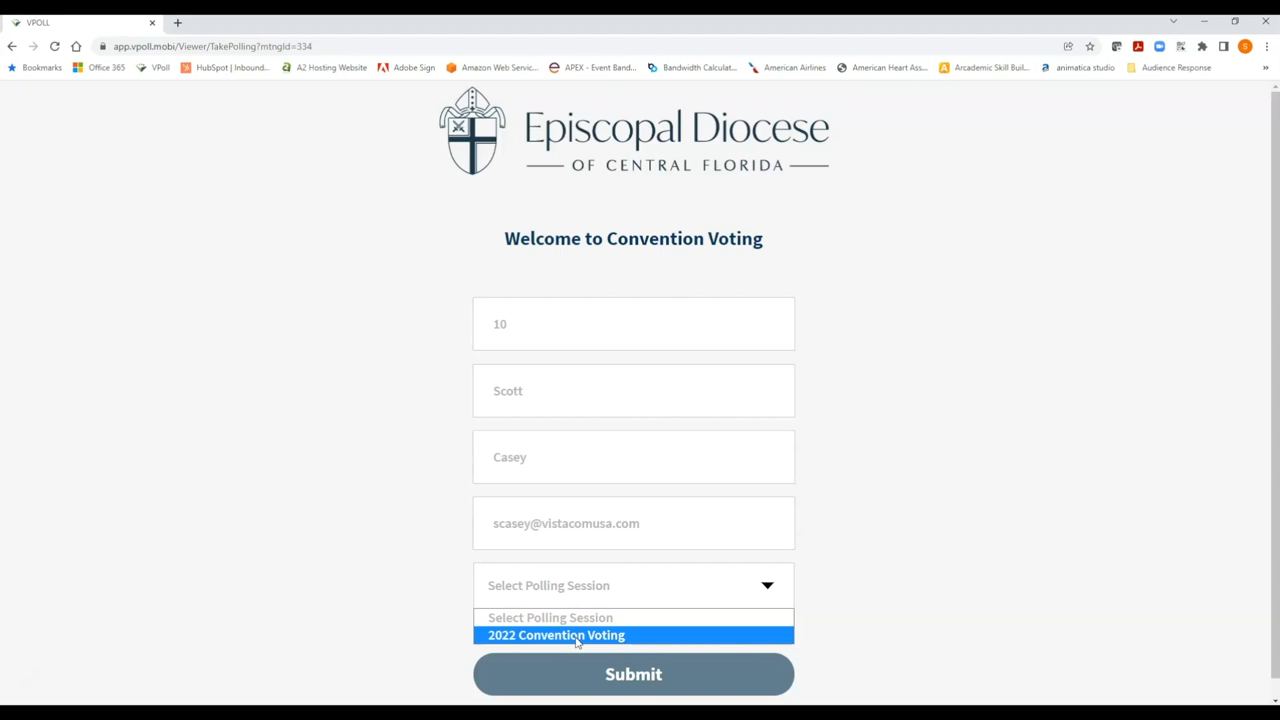 VPOLL
app.vpoll.mobi/Viewer/TakePolling?mtngId=334
Bookmarks Office 365 VPoll HubSpot | Inbound... A2 Hosting Website Adobe Sign Amazon Web Servic... APEX - Event Band... Bandwidth Calculat... American Airlines American Heart Ass... Arcademic Skill Buil... animatica studio Audience Response »
Episcopal Diocese
OF CENTRAL FLORIDA
Welcome to Convention Voting
10
Scott
Casey
scasey@vistacomusa.com
Select Polling Session
Select Polling Session
2022 Convention Voting
Submit